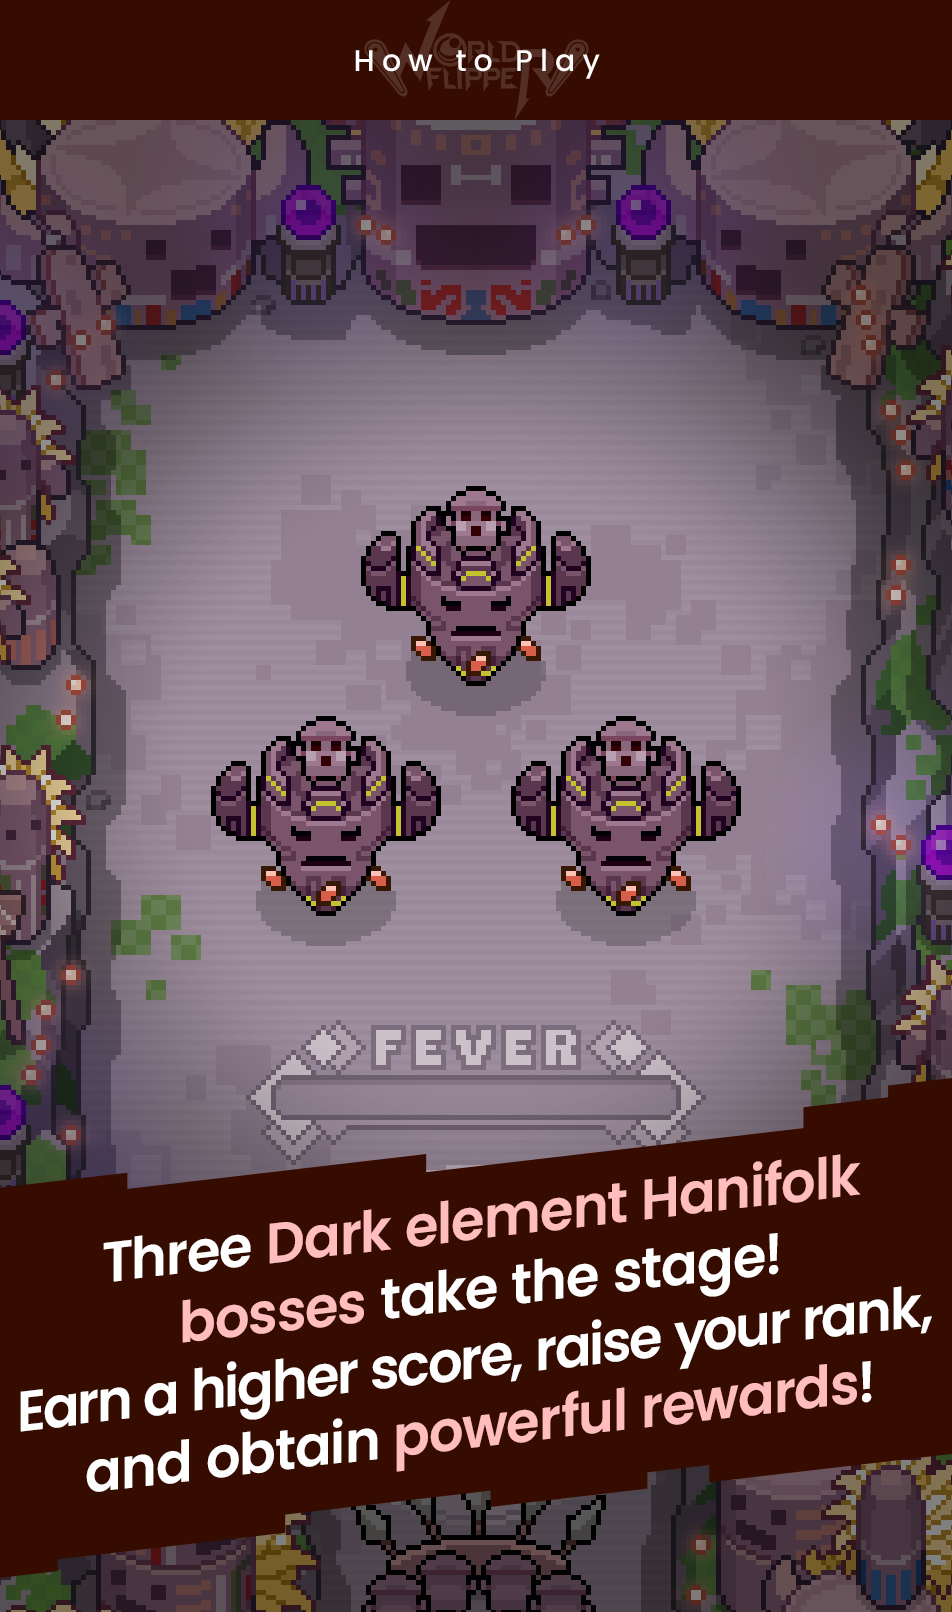 WORLD
FLIPPER
How to Play
FEVER
Three Dark element Hanifolk
bosses take the stage!
Earn a higher score, raise your rank,
and obtain powerful rewards!